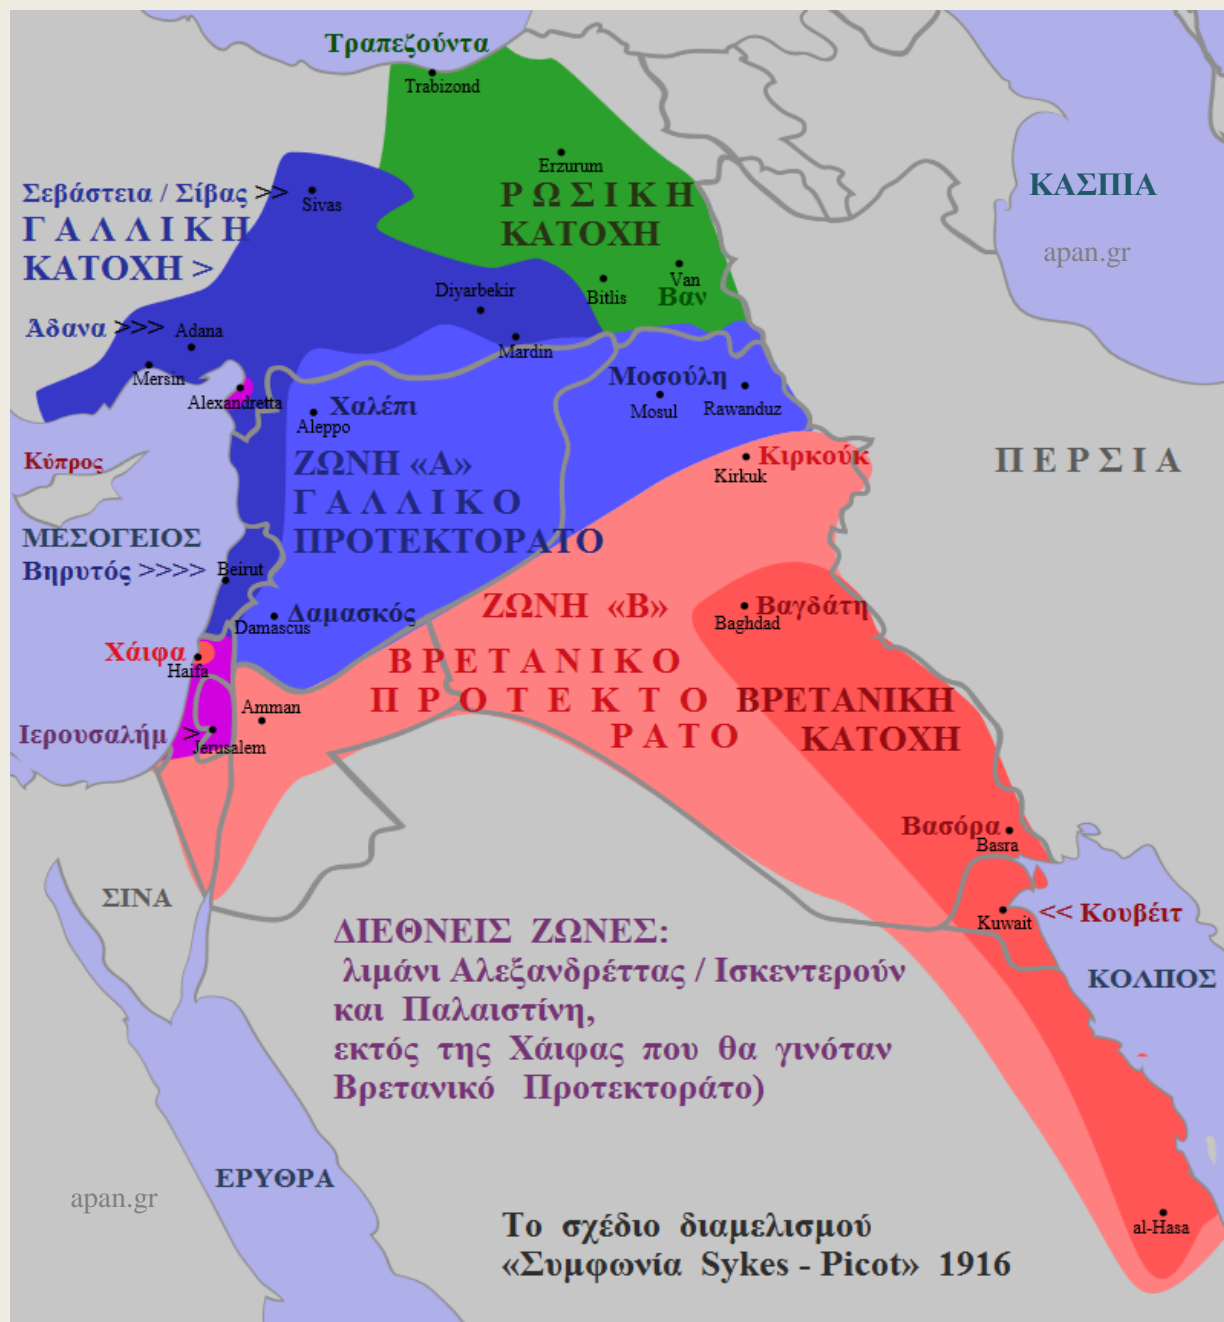 Τραπεζούντα
Trabizond
Erzurum
ΡΩΣΙΚΗ
ΚΑΤΟΧΗ
ΚΑΣΠΙΑ
apan.gr
Σεβάστεια / Σίβας >>
Sivas
ΓΑΛΛΙΚΗ
ΚΑΤΟΧΗ >
Van
Bitlis
Βαν
Diyarbekir
Άδανα >>>
Adana
Mardin
Mersin
Alexandretta
Μοσούλη
Mosul
Rawanduz
Χαλέπι
Aleppo
Κύπρος
ΖΩΝΗ «Α»
ΓΑΛΛΙΚΟ
ΠΡΟΤΕΚΤΟΡΑΤΟ
Κιρκούκ
Kirkuk
ΠΕΡΣΙΑ
ΜΕΣΟΓΕΙΟΣ
Βηρυτός >>>>
Beirut
Δαμασκός
Damascus
ΖΩΝΗ «Β»
ΒΡΕΤΑΝΙΚΟ
ΠΡΟΤΕΚΤΟ
ΡΑΤΟ
Βαγδάτη
Baghdad
ΒΡΕΤΑΝΙΚΗ
ΚΑΤΟΧΗ
Χάιφα
Haifa
Amman
Ιερουσαλήμ >
Jerusalem
Βασόρα
Basra
ΣΙΝΑ
Kuwait
<< Κουβέιτ
ΚΟΛΠΟΣ
ΔΙΕΘΝΕΙΣ ΖΩΝΕΣ:
λιμάνι Αλεξανδρέττας / Ισκεντερούν
και Παλαιστίνη,
εκτός της Χάιφας που θα γινόταν
Βρετανικό Προτεκτοράτο)
ΕΡΥΘΡΑ
apan.gr
al-Hasa
Το σχέδιο διαμελισμού
«Συμφωνία Sykes - Picot» 1916